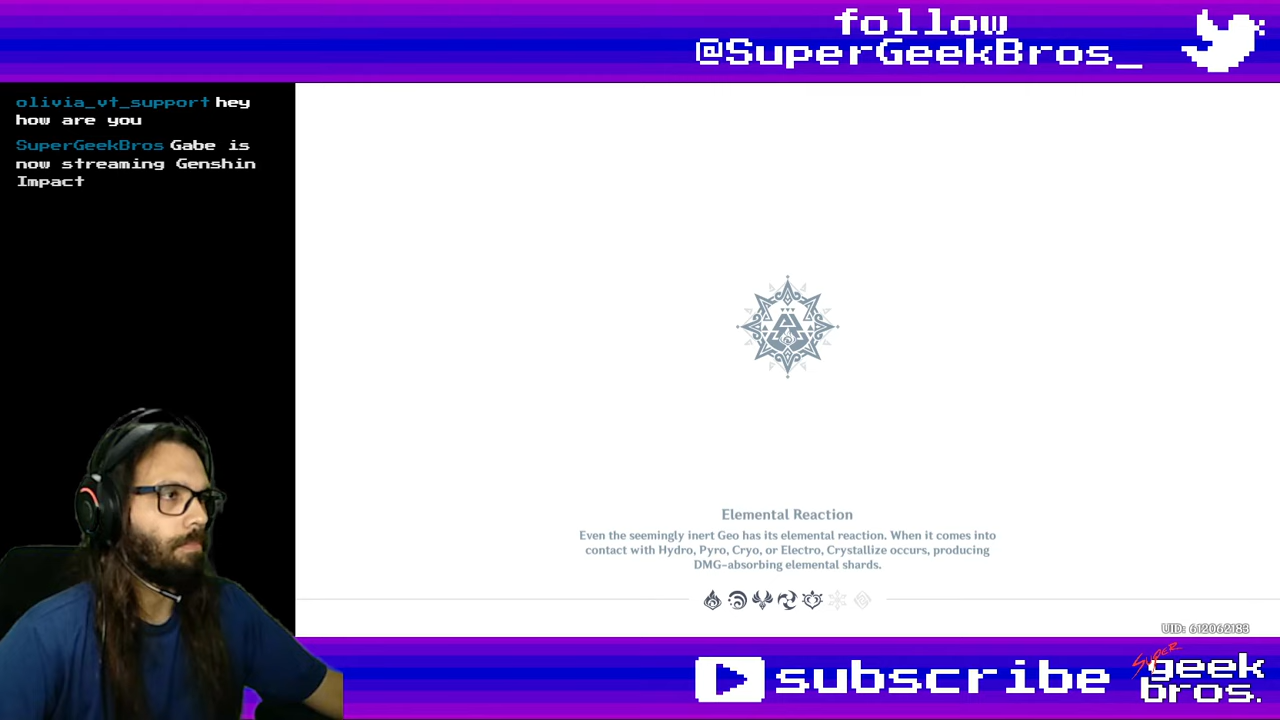 follow
@SuperGeekBros_
olivia_vt_support hey
how are you
SuperGeekBros Gabe is
now streaming Genshin
Impact
Elemental Reaction
Even the seemingly inert Geo has its elemental reaction. When it comes into
contact with Hydro, Pyro, Cryo, or Electro, Crystallize occurs, producing
DMG-absorbing elemental shards.
UID: 612062183
subscribe
SUPER
geek
bros.